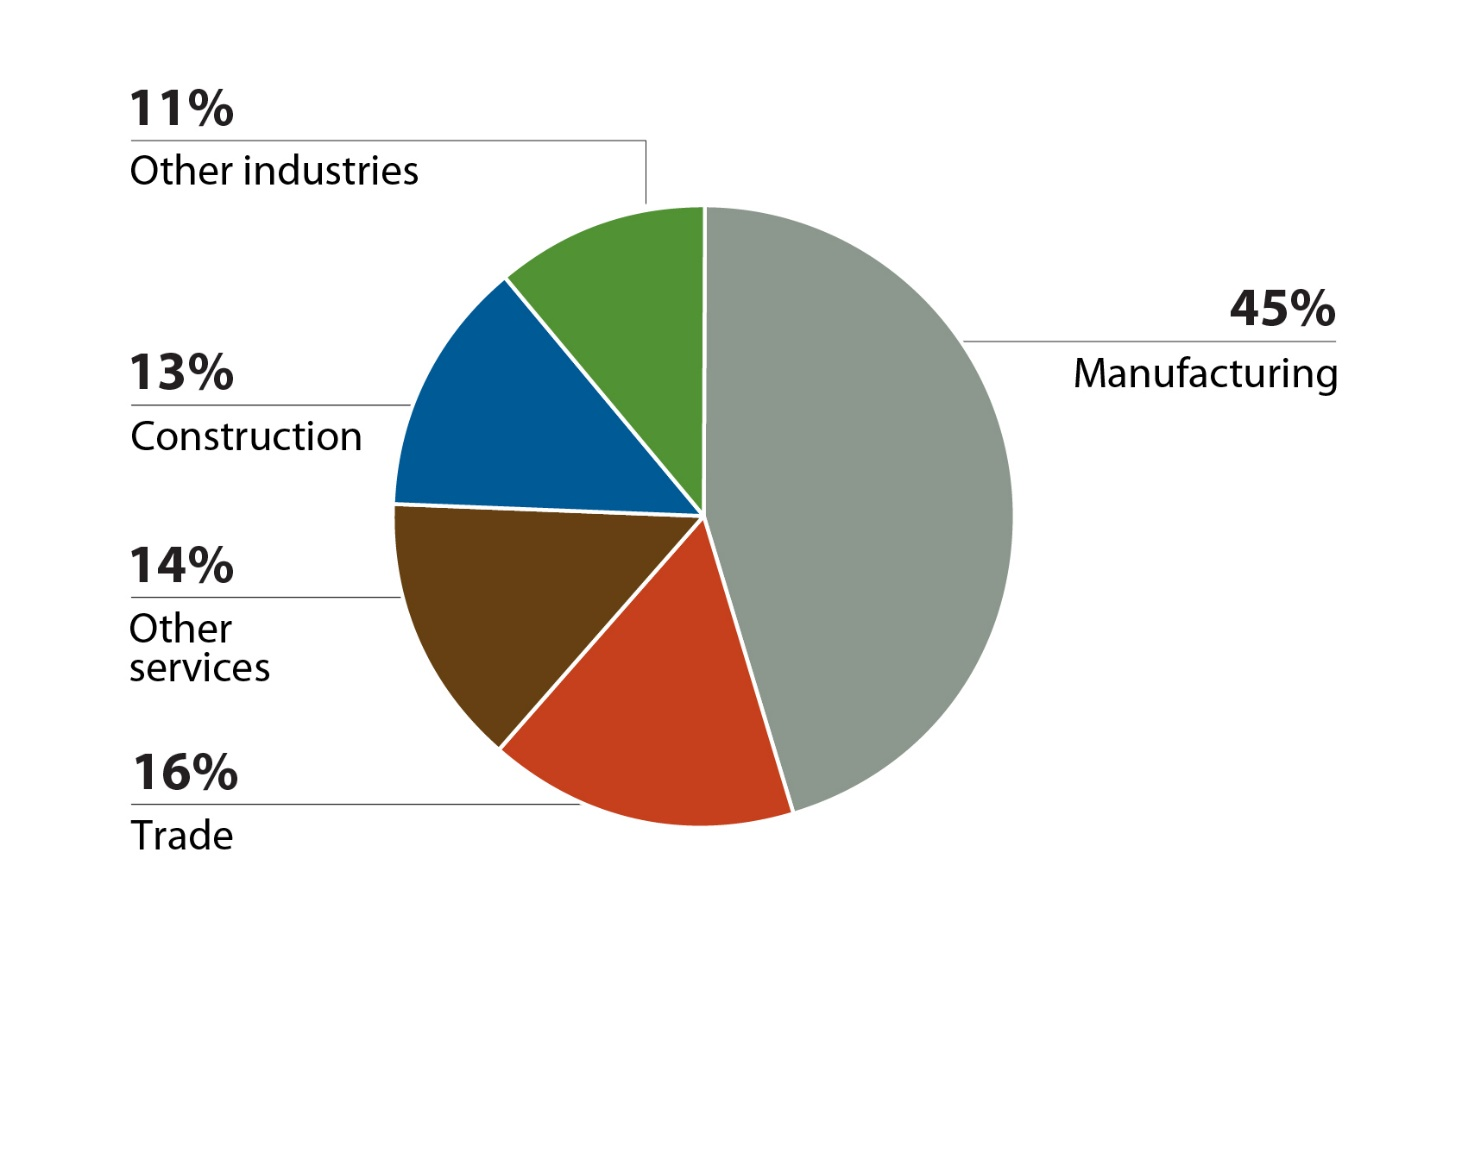 11%
Other industries
45%
Manufacturing
13%
Construction
14%
Other
services
16%
Trade